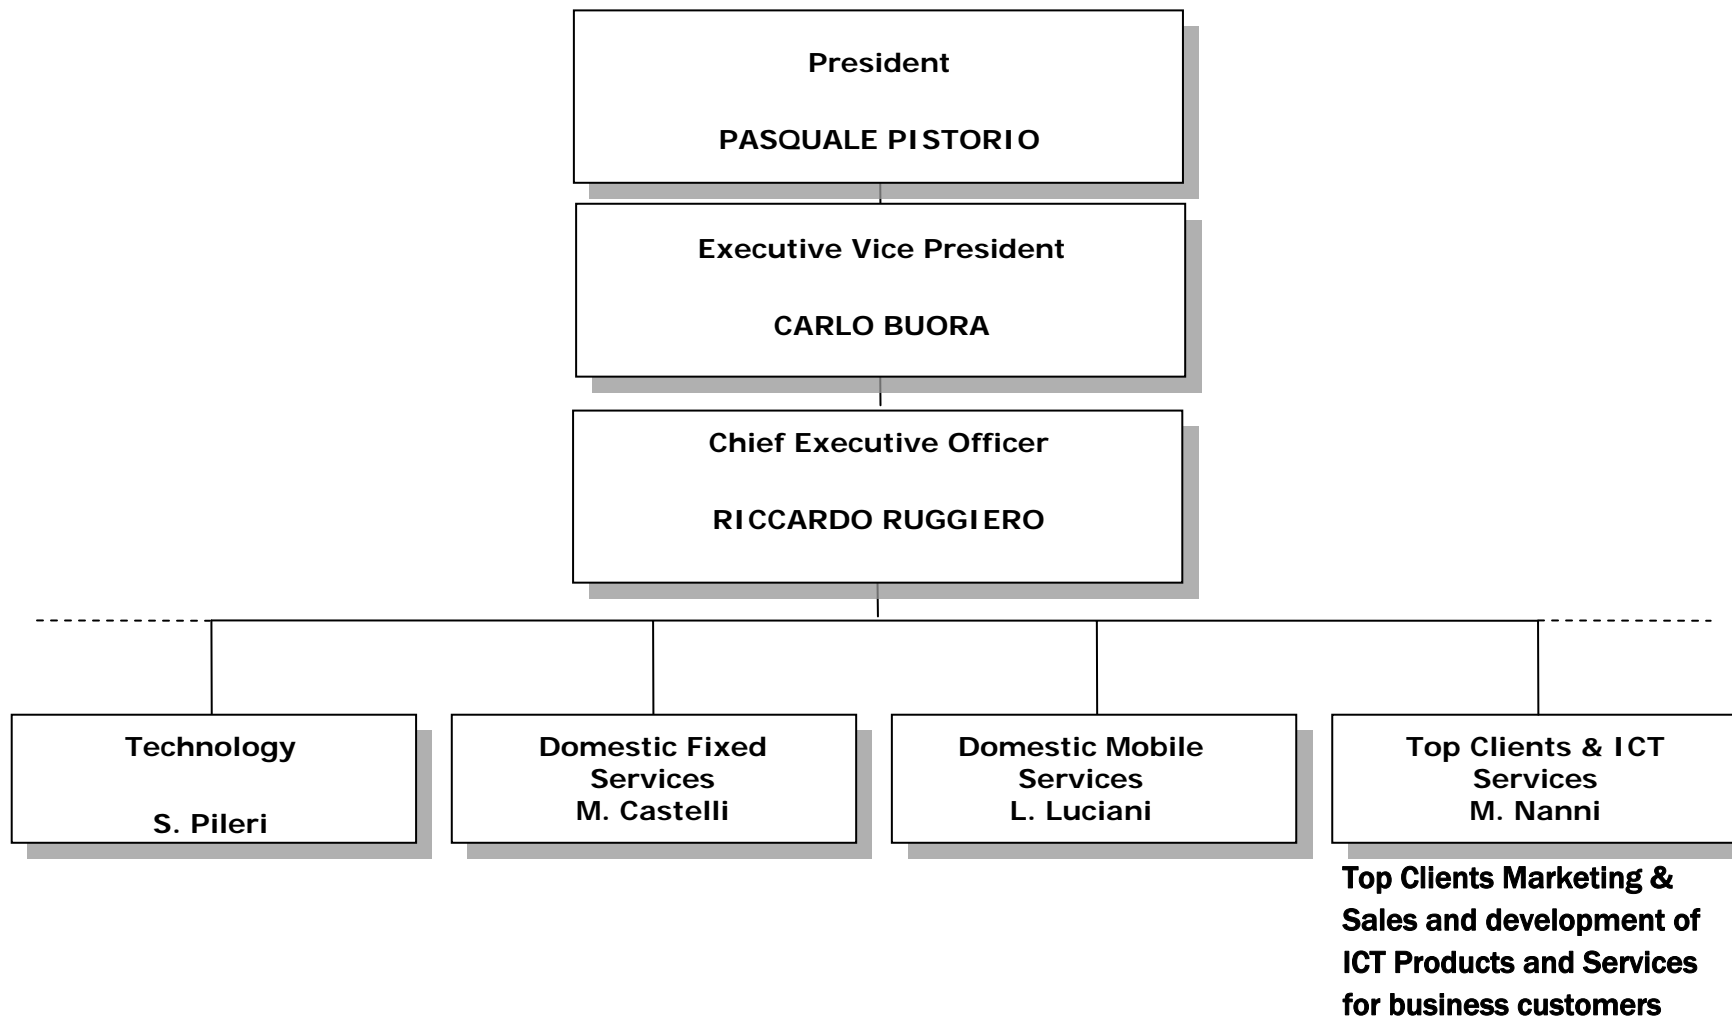 President
PASQUALE PISTORIO
Executive Vice President
CARLO BUORA
Chief Executive Officer
RICCARDO RUGGIERO
Technology
S. Pileri
Domestic Fixed
Services
M. Castelli
Domestic Mobile
Services
L. Luciani
Top Clients & ICT
Services
M. Nanni
Top Clients Marketing &
Sales and development of
ICT Products and Services
for business customers